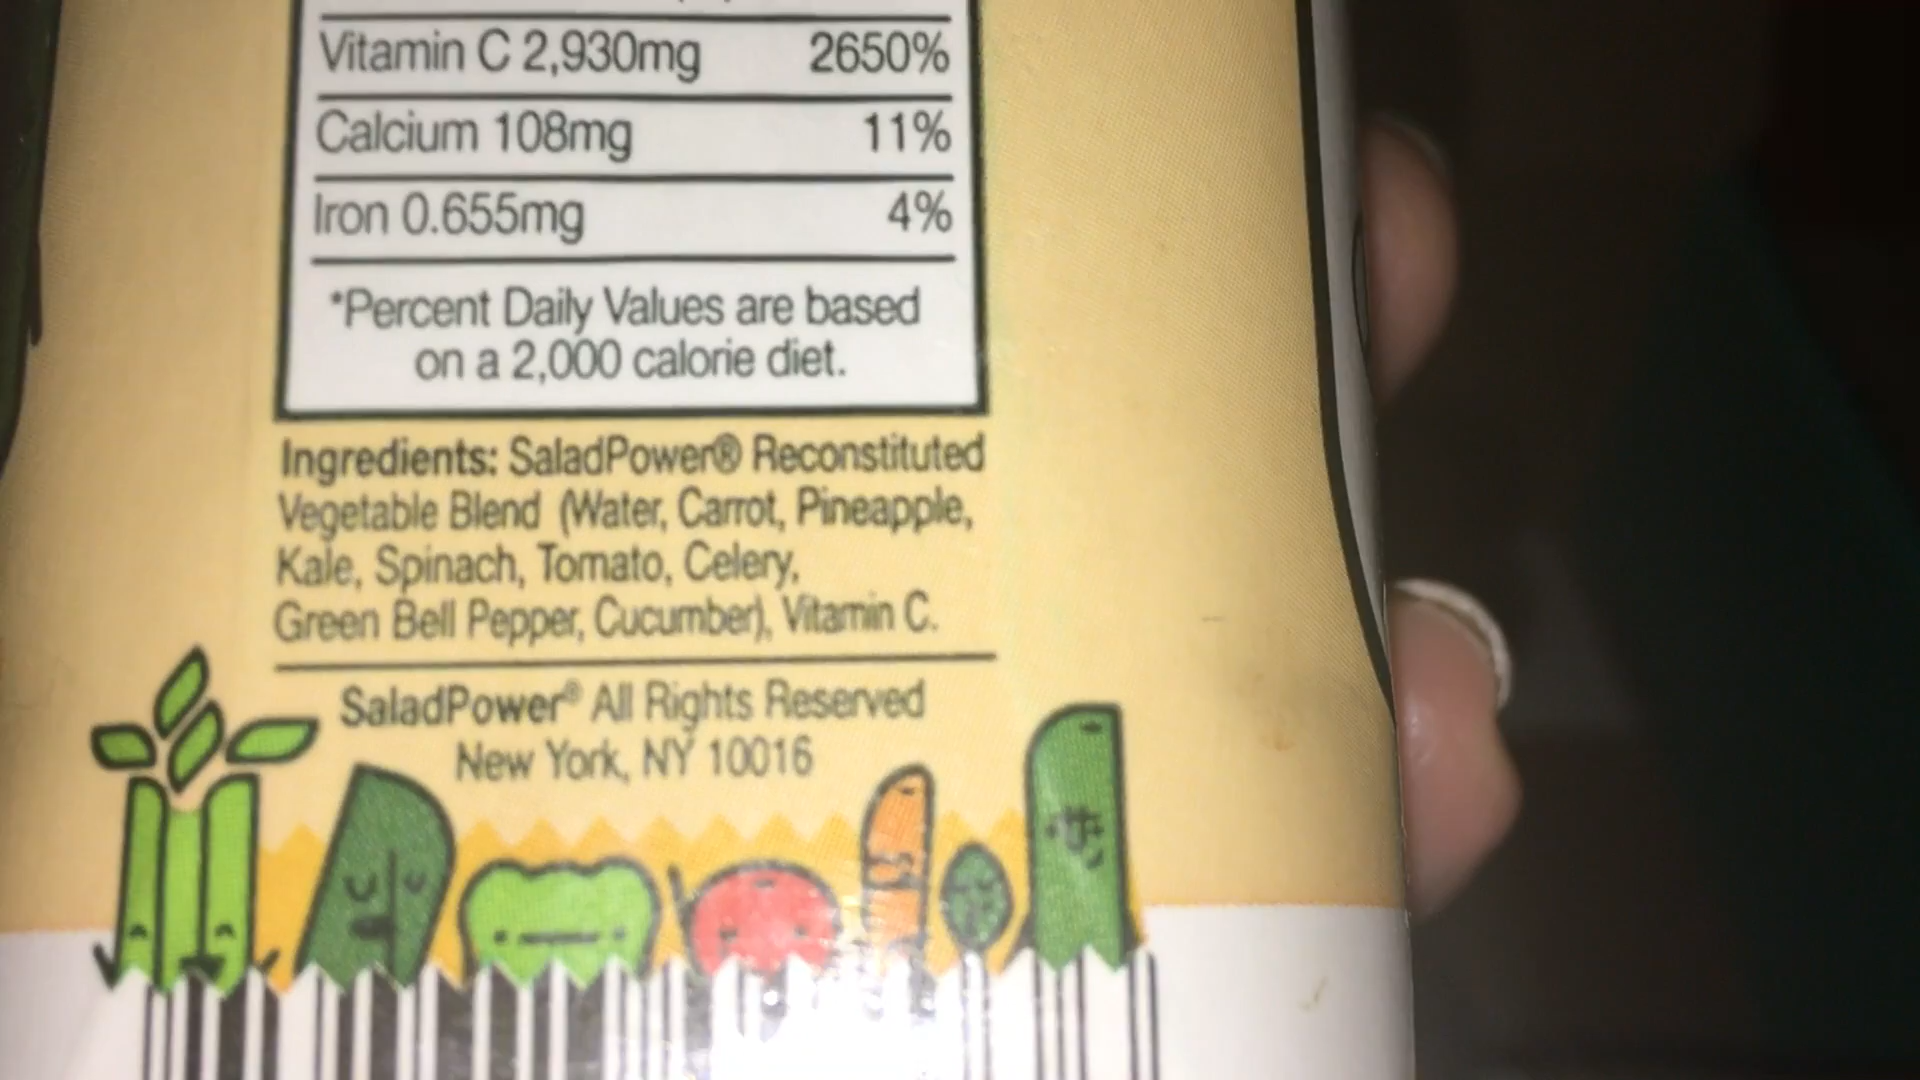 Vitamin C 2,930mg 2650%
Calcium 108mg 11%
Iron 0.655mg 4%
*Percent Daily Values are based
on a 2,000 calorie diet.
Ingredients: SaladPower® Reconstituted
Vegetable Blend (Water, Carrot, Pineapple,
Kale, Spinach, Tomato, Celery,
Green Bell Pepper, Cucumber), Vitamin C.
SaladPower® All Rights Reserved
New York, NY 10016